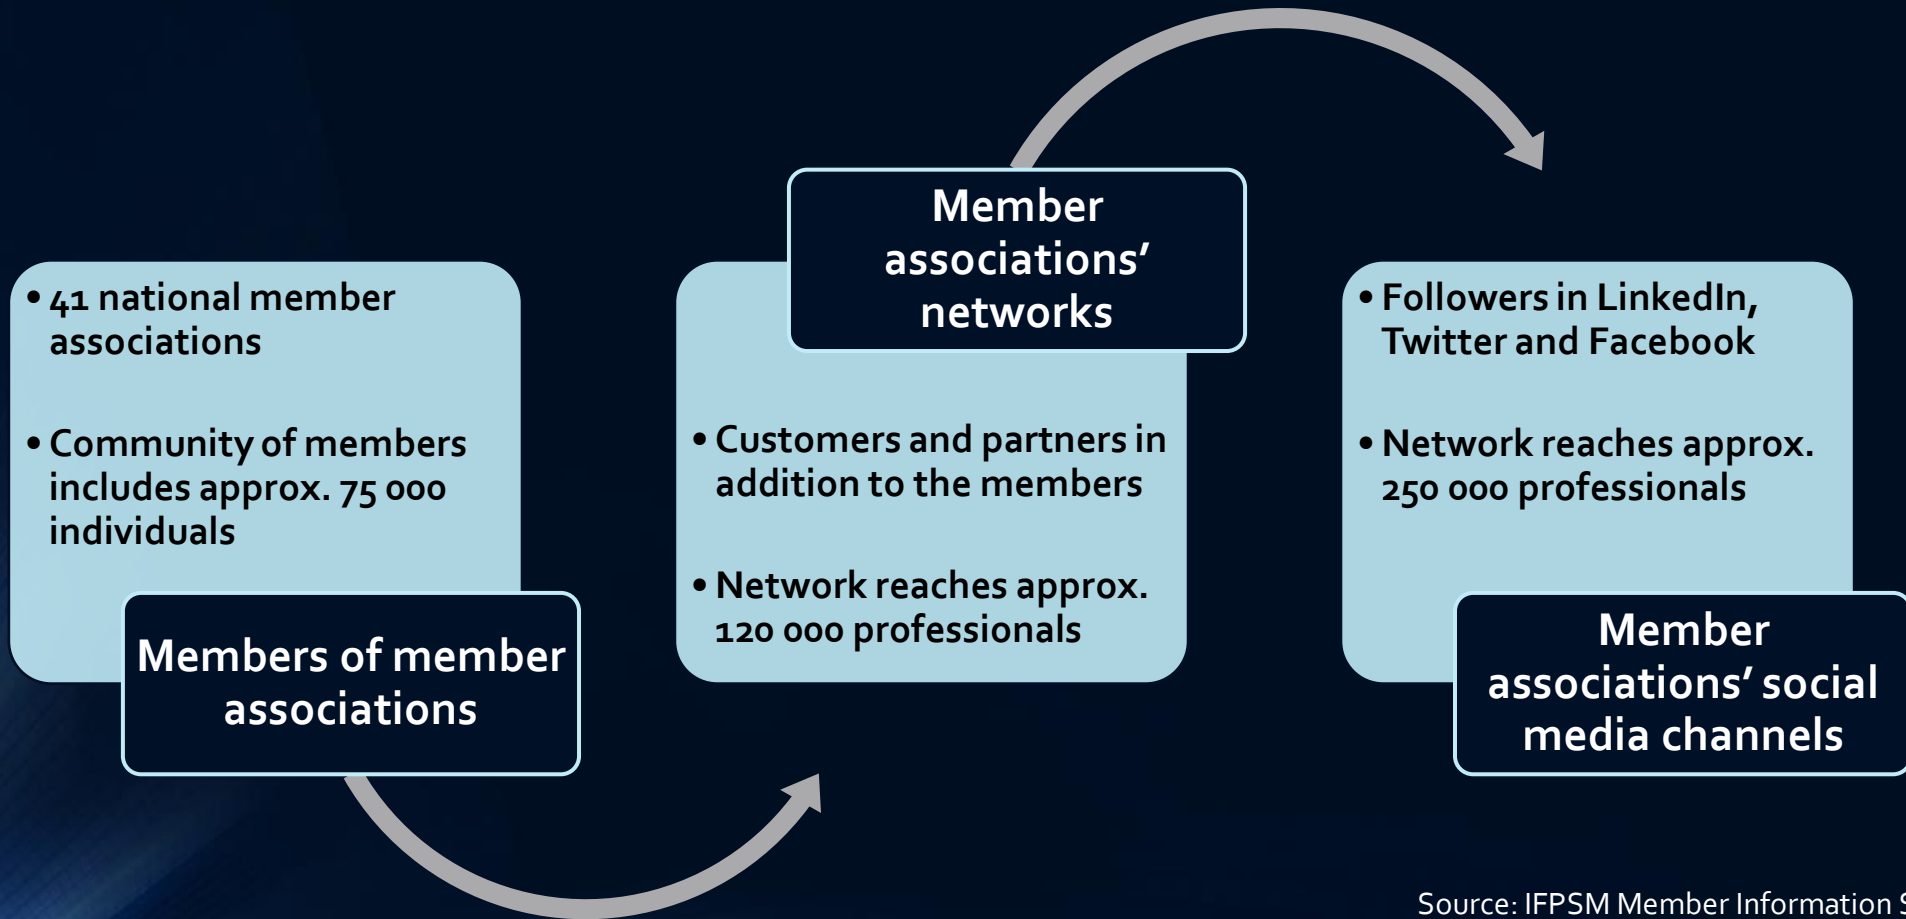 • 41 national member
associations
• Community of members
includes approx. 75 000
individuals
Members of member
associations
Member
associations’
networks
• Customers and partners in
addition to the members
• Network reaches approx.
120 000 professionals
• Followers in LinkedIn,
Twitter and Facebook
• Network reaches approx.
250 000 professionals
Member
associations’ social
media channels
Source: IFPSM Member Information S